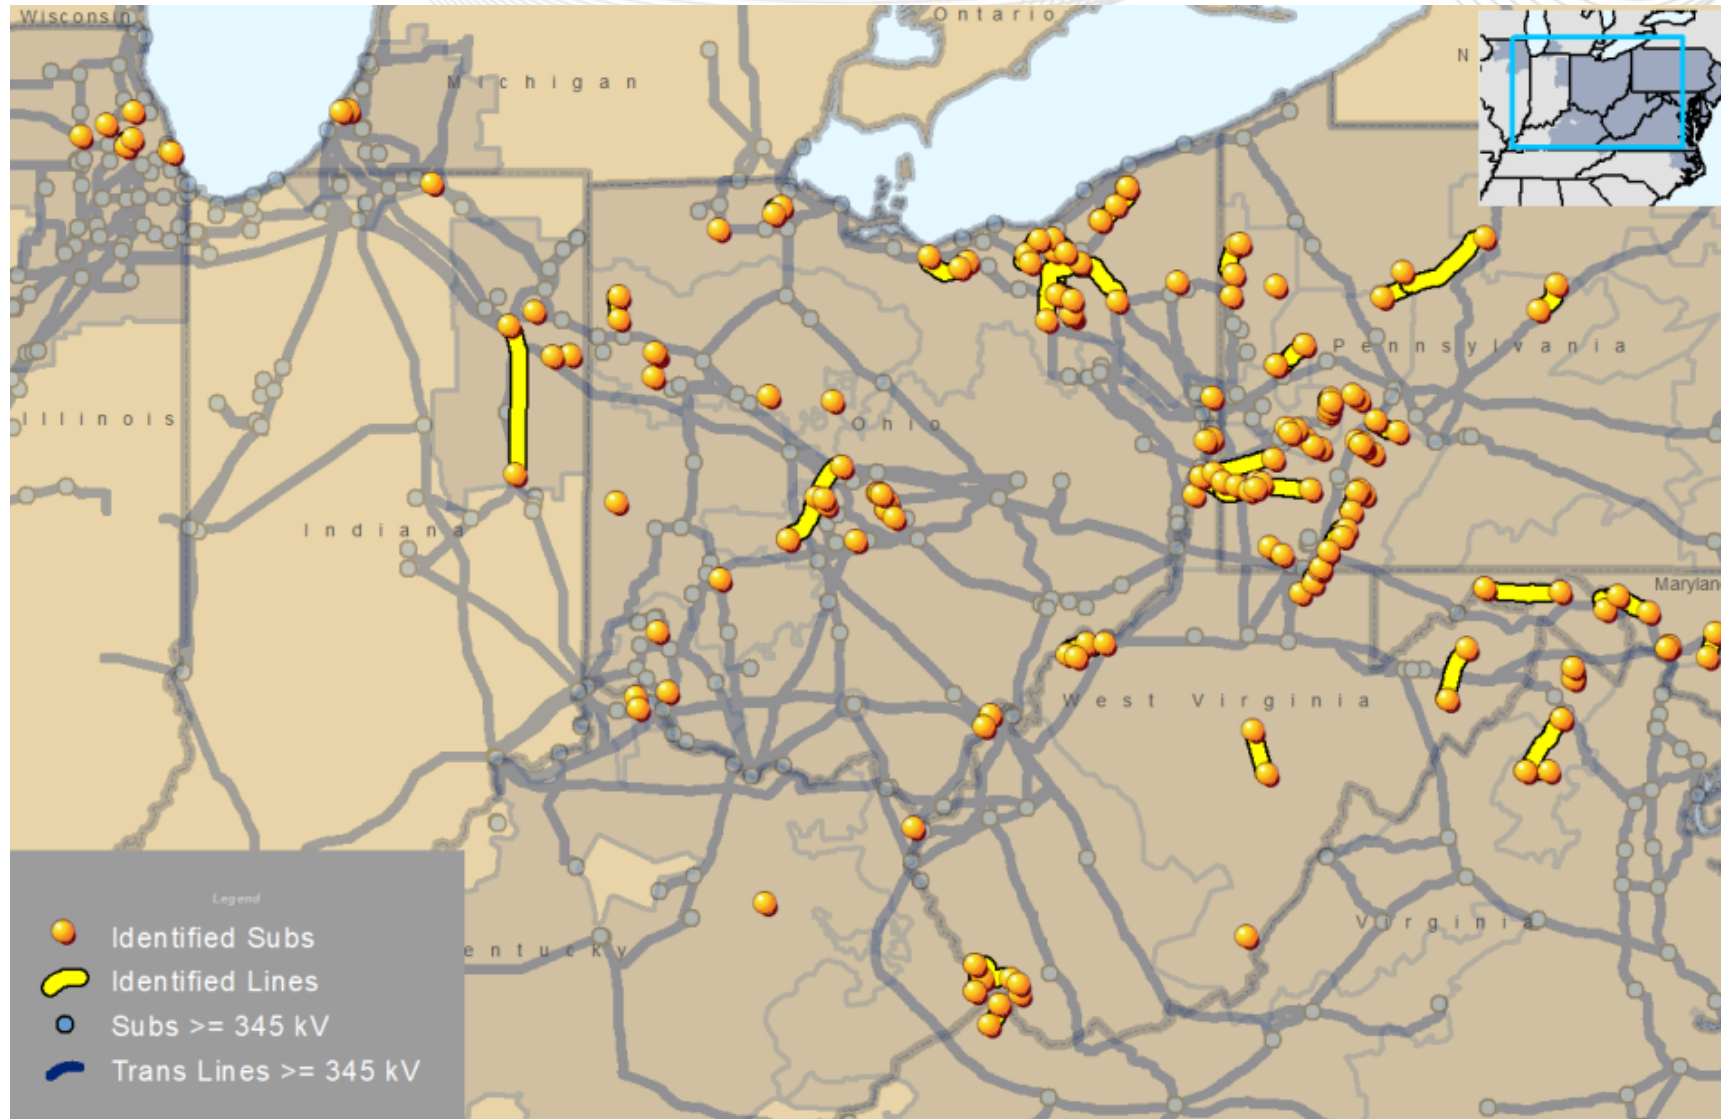 Wisconsin
Ontario
N
Michigan
Pennsylvania
Illinois
Ohio
Indiana
Maryland
West Virginia
Virginia
entucky
Legend
Identified Subs
Identified Lines
Subs >= 345 kV
Trans Lines >= 345 kV